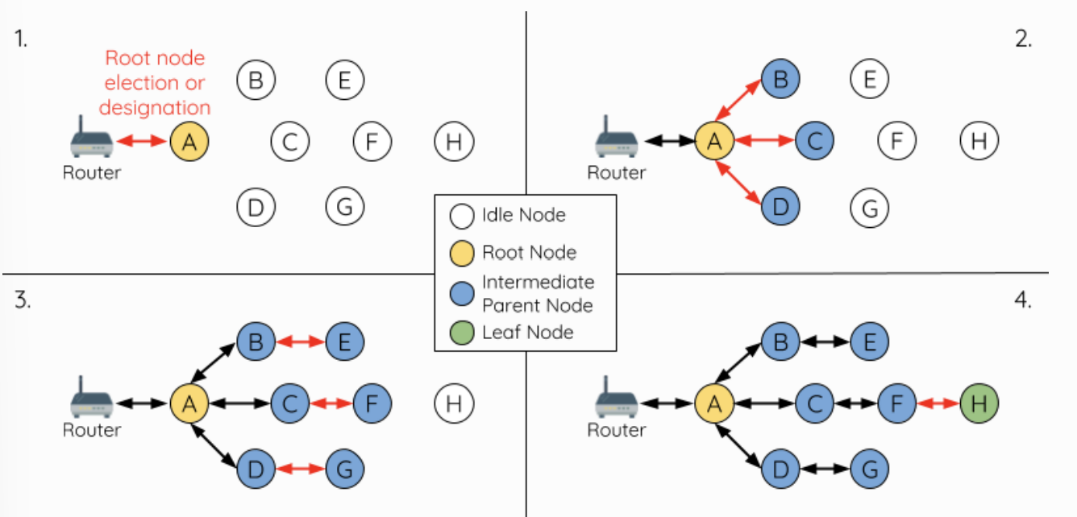 1.
Root node
election or
designation
B
E
A
C
F
H
Router
D
G
2.
B
E
A
C
F
H
Router
D
G
Idle Node
Root Node
Intermediate
Parent Node
Leaf Node
3.
B
E
A
C
F
H
Router
D
G
4.
B
E
A
C
F
H
Router
D
G